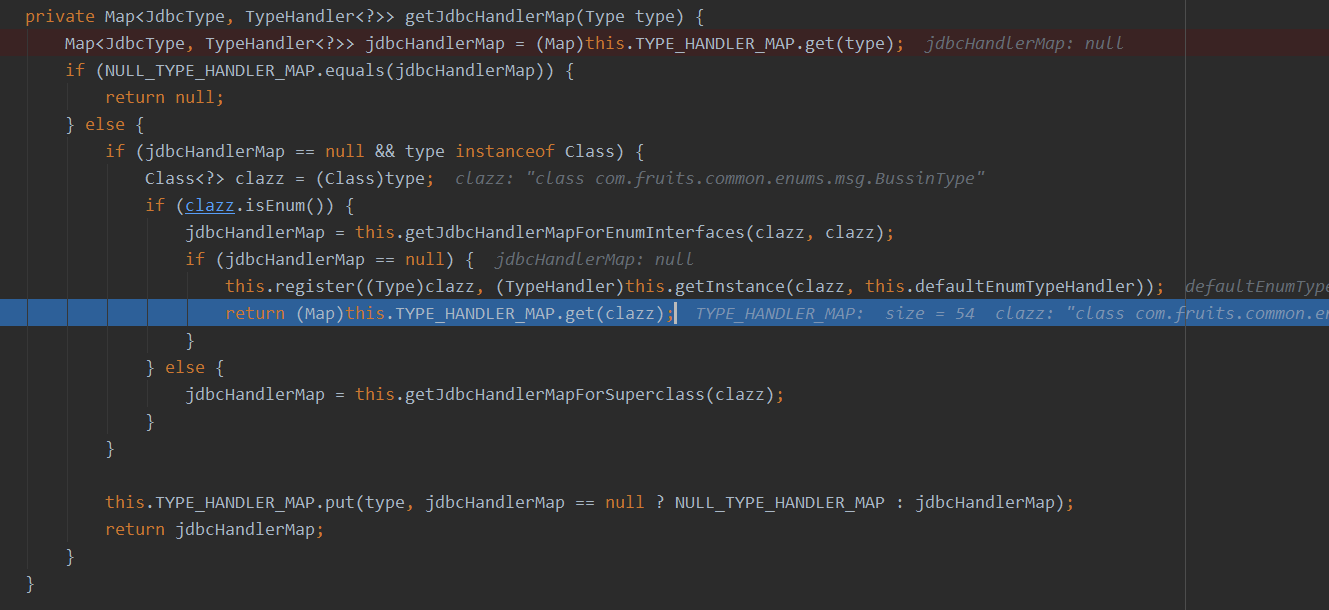 private Map<JdbcType, TypeHandler<?>> getJdbcHandlerMap(Type type) {
Map<JdbcType, TypeHandler<?>> jdbcHandlerMap = (Map)this.TYPE_HANDLER_MAP.get(type); jdbcHandlerMap: null
if (NULL_TYPE_HANDLER_MAP.equals(jdbcHandlerMap)) {
return null;
} else {
if (jdbcHandlerMap == null && type instanceof Class) {
Class<?> clazz = (Class)type; clazz: "class com.fruits.common.enums.msg.BussinType"
if (clazz.isEnum()) {
jdbcHandlerMap = this.getJdbcHandlerMapForEnumInterfaces(clazz, clazz);
if (jdbcHandlerMap == null) { jdbcHandlerMap: null
this.register((Type)clazz, (TypeHandler)this.getInstance(clazz, this.defaultEnumTypeHandler)); defaultEnumType
return (Map)this.TYPE_HANDLER_MAP.get(clazz); TYPE_HANDLER_MAP: size = 54 clazz: "class com.fruits.common.en
}
} else {
jdbcHandlerMap = this.getJdbcHandlerMapForSuperclass(clazz);
}
}
this.TYPE_HANDLER_MAP.put(type, jdbcHandlerMap == null ? NULL_TYPE_HANDLER_MAP : jdbcHandlerMap);
return jdbcHandlerMap;
}
}